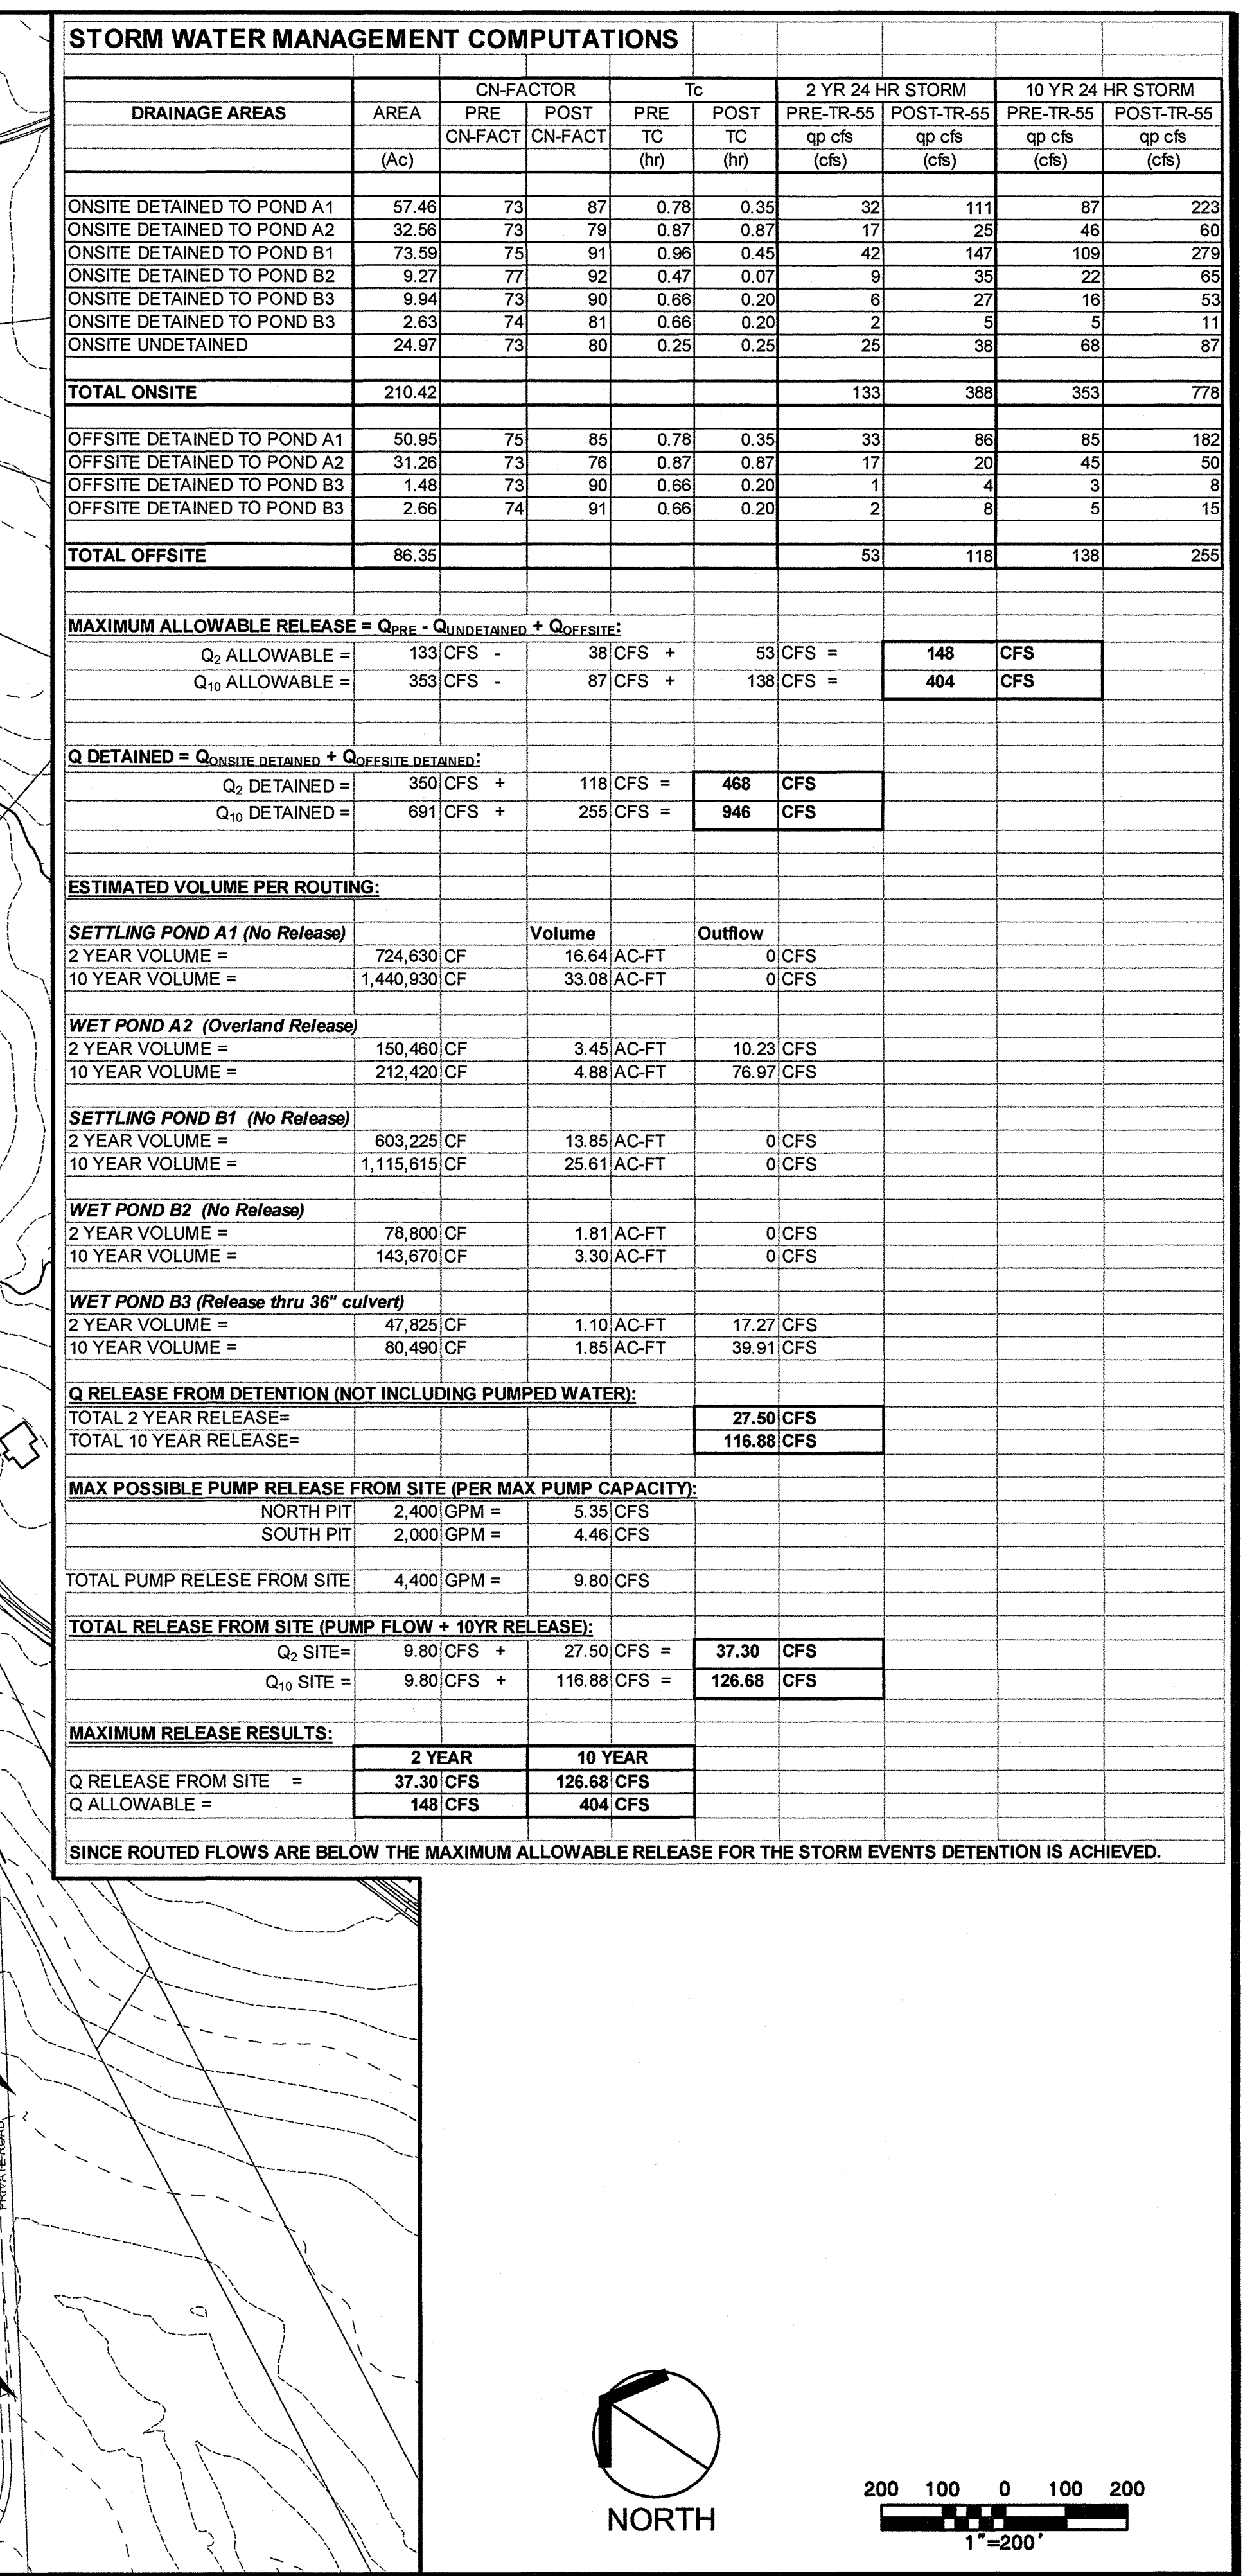 STORM WATER MANAGEMENT COMPUTATIONS
CN-FACTOR Tc 2 YR 24 HR STORM 10 YR 24 HR STORM
DRAINAGE AREAS AREA PRE POST PRE POST PRE-TR-55 POST-TR-55 PRE-TR-55 POST-TR-55
CN-FACT CN-FACT TC TC qp cfs qp cfs qp cfs qp cfs
(Ac) (hr) (hr) (cfs) (cfs) (cfs) (cfs)
ONSITE DETAINED TO POND A1 57.46 73 87 0.78 0.35 32 111 87 223
ONSITE DETAINED TO POND A2 32.56 73 79 0.87 0.87 17 25 46 60
ONSITE DETAINED TO POND B1 73.59 75 91 0.96 0.45 42 147 109 279
ONSITE DETAINED TO POND B2 9.27 77 92 0.47 0.07 9 35 22 65
ONSITE DETAINED TO POND B3 9.94 73 90 0.66 0.20 6 27 16 53
ONSITE DETAINED TO POND B3 2.63 74 81 0.66 0.20 2 5 5 11
ONSITE UNDETAINED 24.97 73 80 0.25 0.25 25 38 68 87
TOTAL ONSITE 210.42 133 388 353 778
OFFSITE DETAINED TO POND A1 50.95 75 85 0.78 0.35 33 86 85 182
OFFSITE DETAINED TO POND A2 31.26 73 76 0.87 0.87 17 20 45 50
OFFSITE DETAINED TO POND B3 1.48 73 90 0.66 0.20 1 4 3 8
OFFSITE DETAINED TO POND B3 2.66 74 91 0.66 0.20 2 8 5 15
TOTAL OFFSITE 86.35 53 118 138 255
MAXIMUM ALLOWABLE RELEASE = QPRE - QUNDETAINED + QOFFSITE:
Q2 ALLOWABLE = 133 CFS - 38 CFS + 53 CFS = 148 CFS
Q10 ALLOWABLE = 353 CFS - 87 CFS + 138 CFS = 404 CFS
Q DETAINED = QONSITE DETAINED + QOFFSITE DETAINED:
Q2 DETAINED = 350 CFS + 118 CFS = 468 CFS
Q10 DETAINED = 691 CFS + 255 CFS = 946 CFS
ESTIMATED VOLUME PER ROUTING:
SETTLING POND A1 (No Release) Volume Outflow
2 YEAR VOLUME = 724,630 CF 16.64 AC-FT 0 CFS
10 YEAR VOLUME = 1,440,930 CF 33.08 AC-FT 0 CFS
WET POND A2 (Overland Release)
2 YEAR VOLUME = 150,460 CF 3.45 AC-FT 10.23 CFS
10 YEAR VOLUME = 212,420 CF 4.88 AC-FT 76.97 CFS
SETTLING POND B1 (No Release)
2 YEAR VOLUME = 603,225 CF 13.85 AC-FT 0 CFS
10 YEAR VOLUME = 1,115,615 CF 25.61 AC-FT 0 CFS
WET POND B2 (No Release)
2 YEAR VOLUME = 78,800 CF 1.81 AC-FT 0 CFS
10 YEAR VOLUME = 143,670 CF 3.30 AC-FT 0 CFS
WET POND B3 (Release thru 36" culvert)
2 YEAR VOLUME = 47,825 CF 1.10 AC-FT 17.27 CFS
10 YEAR VOLUME = 80,490 CF 1.85 AC-FT 39.91 CFS
Q RELEASE FROM DETENTION (NOT INCLUDING PUMPED WATER):
TOTAL 2 YEAR RELEASE= 27.50 CFS
TOTAL 10 YEAR RELEASE= 116.88 CFS
MAX POSSIBLE PUMP RELEASE FROM SITE (PER MAX PUMP CAPACITY):
NORTH PIT 2,400 GPM = 5.35 CFS
SOUTH PIT 2,000 GPM = 4.46 CFS
TOTAL PUMP RELESE FROM SITE 4,400 GPM = 9.80 CFS
TOTAL RELEASE FROM SITE (PUMP FLOW + 10YR RELEASE):
Q2 SITE= 9.80 CFS + 27.50 CFS = 37.30 CFS
Q10 SITE = 9.80 CFS + 116.88 CFS = 126.68 CFS
MAXIMUM RELEASE RESULTS:
2 YEAR 10 YEAR
Q RELEASE FROM SITE = 37.30 CFS 126.68 CFS
Q ALLOWABLE = 148 CFS 404 CFS
SINCE ROUTED FLOWS ARE BELOW THE MAXIMUM ALLOWABLE RELEASE FOR THE STORM EVENTS DETENTION IS ACHIEVED.
PRIVATE ROAD
NORTH
200 100 0 100 200
1"=200'